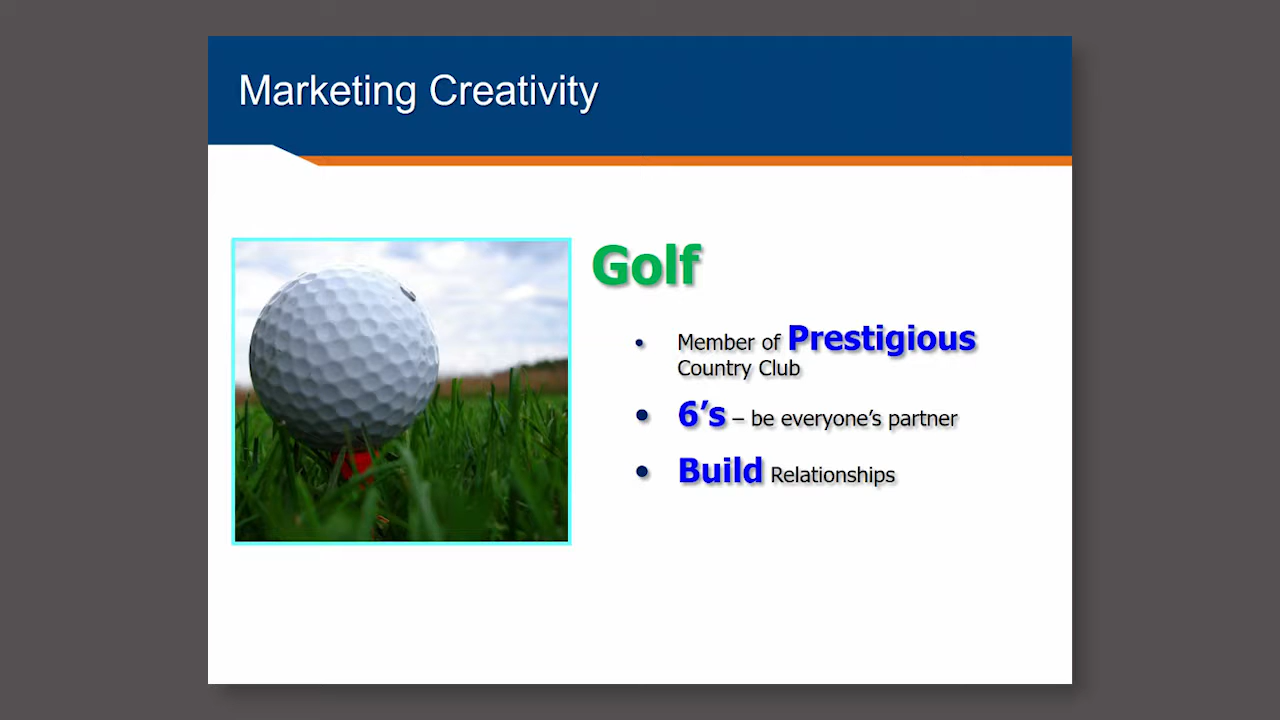 Marketing Creativity
Golf
• Member of Prestigious
Country Club
• 6’s – be everyone’s partner
• Build Relationships